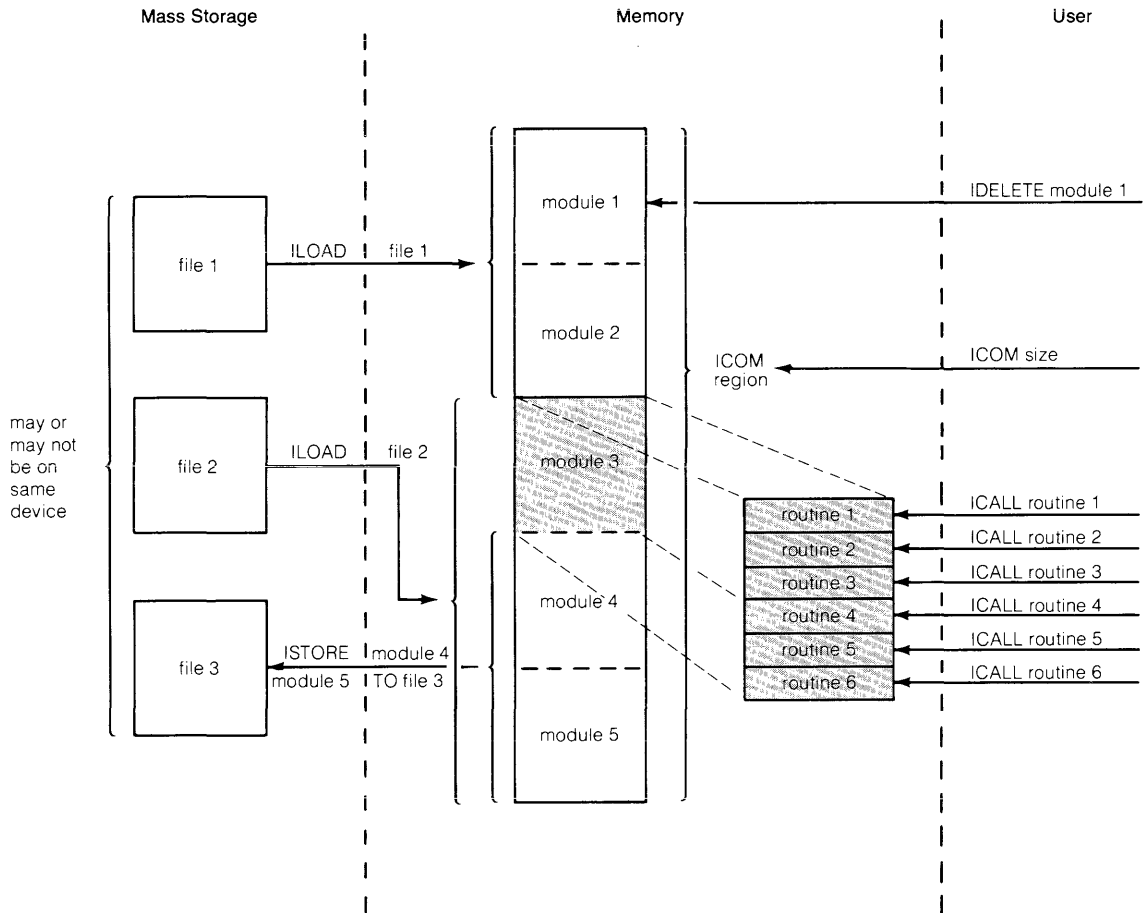 Mass Storage
Memory
User
may or
may not
be on
same
device
file 1
file 2
file 3
ILOAD file 1
ILOAD file 2
ISTORE module 4
module 5 TO file 3
module 1
module 2
module 3
module 4
module 5
ICOM
region
routine 1
routine 2
routine 3
routine 4
routine 5
routine 6
IDELETE module 1
ICOM size
ICALL routine 1
ICALL routine 2
ICALL routine 3
ICALL routine 4
ICALL routine 5
ICALL routine 6